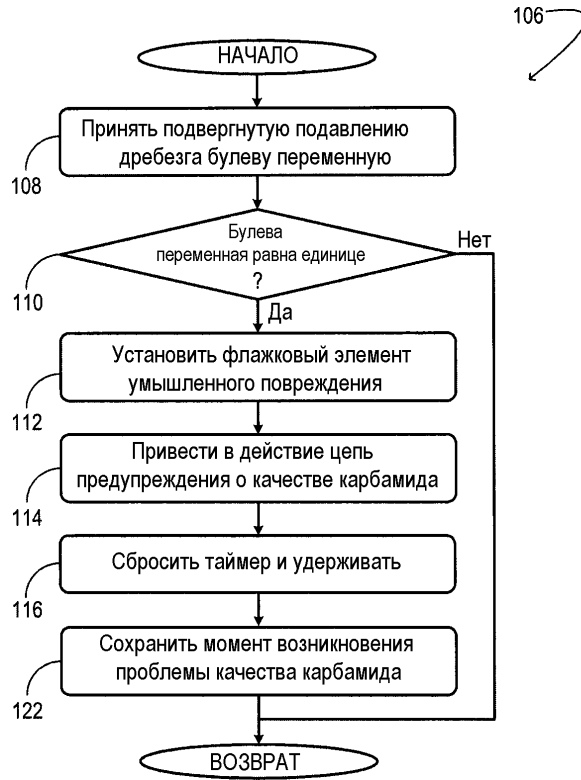 106
НАЧАЛО
Принять подвергнутую подавлению
дребезга булеву переменную
108
Булева
переменная равна единице
?
Нет
110
Да
Установить флажковый элемент
умышленного повреждения
112
Привести в действие цепь
предупреждения о качестве карбамида
114
Сбросить таймер и удерживать
116
Сохранить момент возникновения
проблемы качества карбамида
122
ВОЗВРАТ